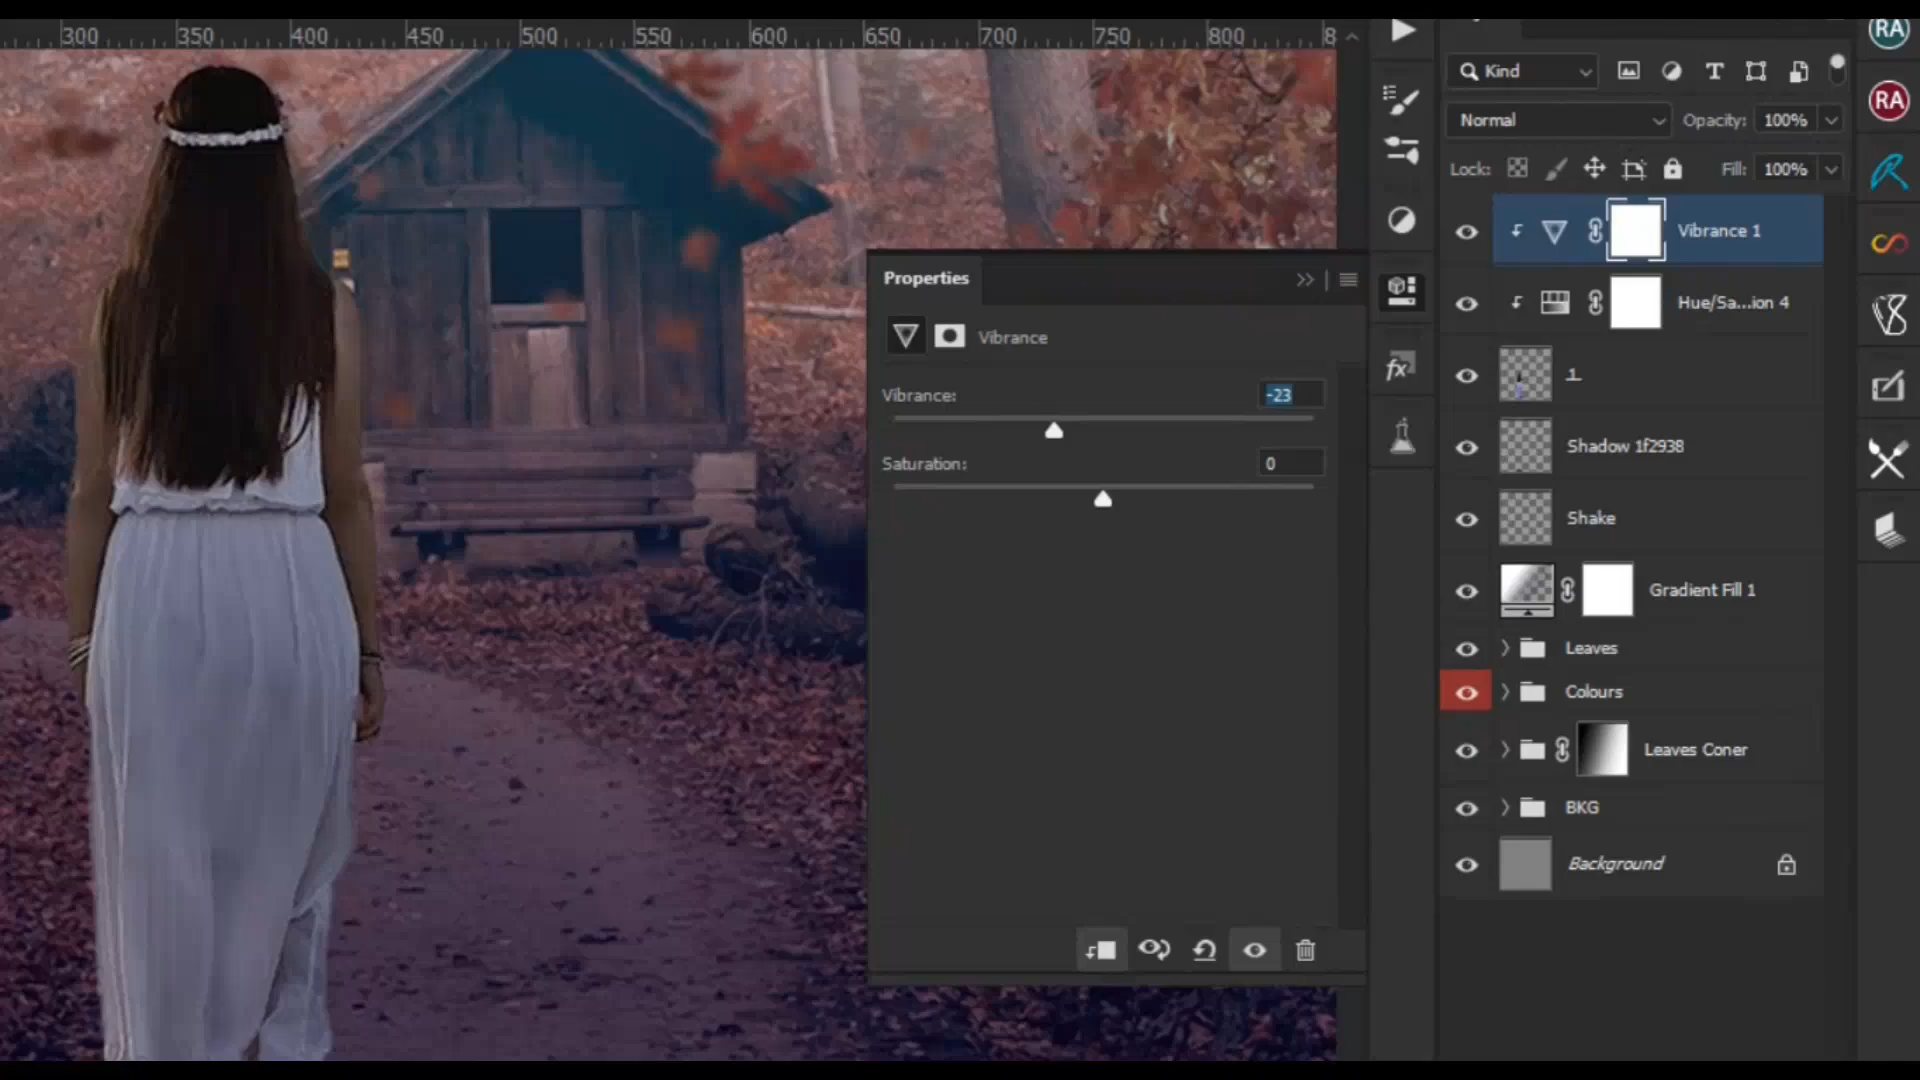 300 350 400 450 500 550 600 650 700 750 800 8
RA
Kind
RA
Normal Opacity: 100%
Lock: Fill: 100%
Vibrance 1
Properties
Hue/Sa...ion 4
Vibrance
fx
1
Vibrance: -23
Shadow 1f2938
Saturation: 0
Shake
Gradient Fill 1
Leaves
Colours
Leaves Coner
BKG
Background